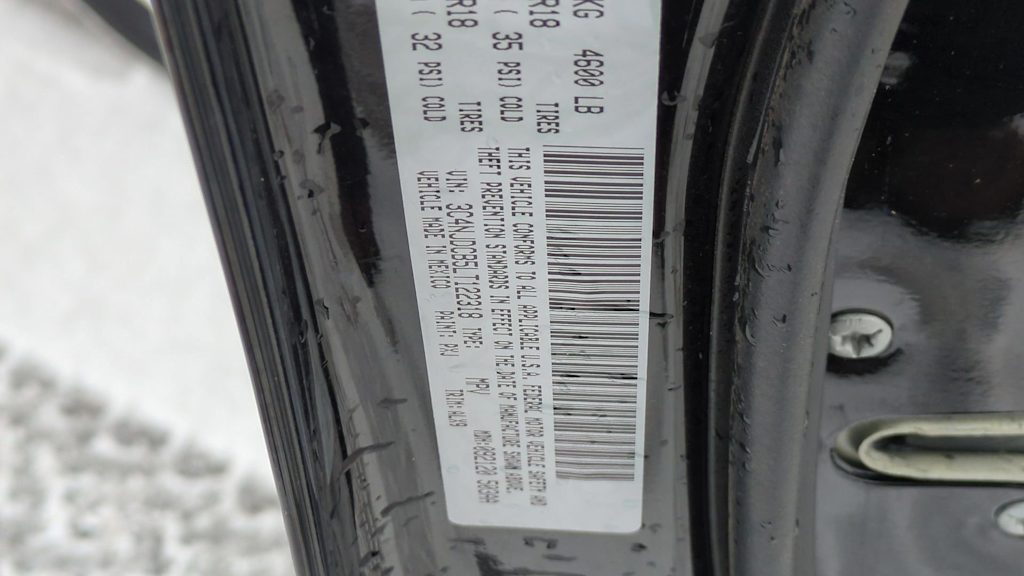 KG 4600 LB
R18 35 PSI) COLD TIRES
R18 32 PSI) COLD TIRES
THIS VEHICLE CONFORMS TO ALL APPLICABLE U.S.A. FEDERAL MOTOR VEHICLE SAFETY AND
THEFT PREVENTION STANDARDS IN EFFECT ON THE DATE OF MANUFACTURE SHOWN ABOVE.
VIN: 3C4NJDCB5LT122318 TYPE: MPV
VEHICLE MADE IN MEXICO PAINT: PXJ TRIM: